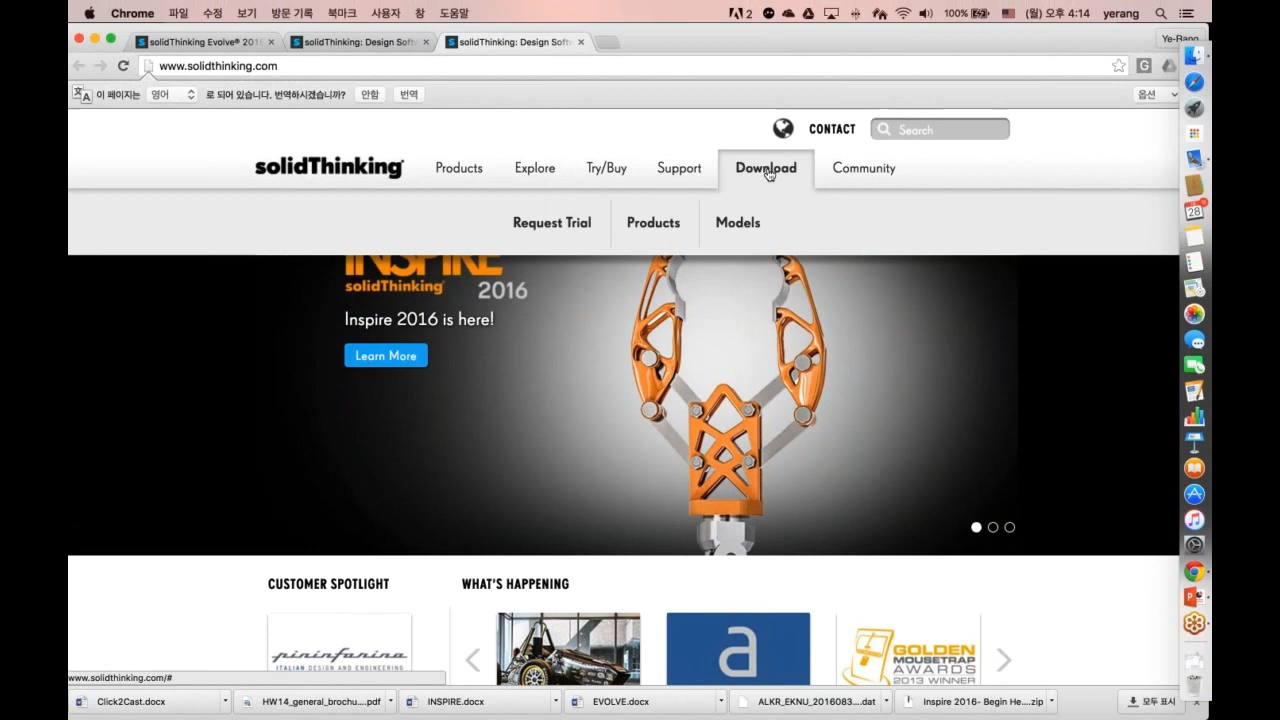 Chrome 파일 수정 보기 방문 기록 북마크 사용자 창 도움말 2 100% (월) 오후 4:14 yerang
solidThinking Evolve® 201 solidThinking: Design Soft solidThinking: Design Soft Ye-Rang
www.solidthinking.com
이 페이지는 영어 로 되어 있습니다. 번역하시겠습니까? 안함 번역 옵션
CONTACT Search
solidThinking Products Explore Try/Buy Support Download Community
Request Trial Products Models
INSPIRE
solidThinking 2016
Inspire 2016 is here!
Learn More
CUSTOMER SPOTLIGHT WHAT'S HAPPENING
pininfarina
ITALIAN DESIGN AND ENGINEERING
a
GOLDEN
MOUSETRAP
AWARDS
2013 WINNER
www.solidthinking.com/#
Click2Cast.docx HW14_general_brochu....pdf INSPIRE.docx EVOLVE.docx ALKR_EKNU_2016083....dat Inspire 2016- Begin He....zip 모두 표시
28